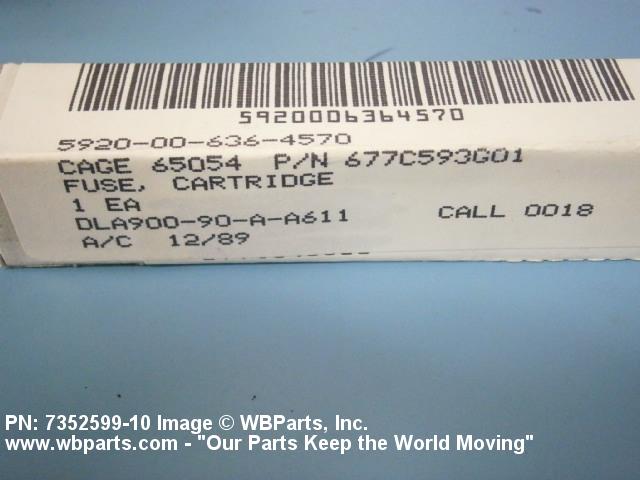 5920006364570
5920-00-636-4570
CAGE 65054 P/N 677C593G01
FUSE, CARTRIDGE
1 EA
DLA900-90-A-A611 CALL 0018
A/C 12/89
PN: 7352599-10 Image © WBParts, Inc.
www.wbparts.com - "Our Parts Keep the World Moving"